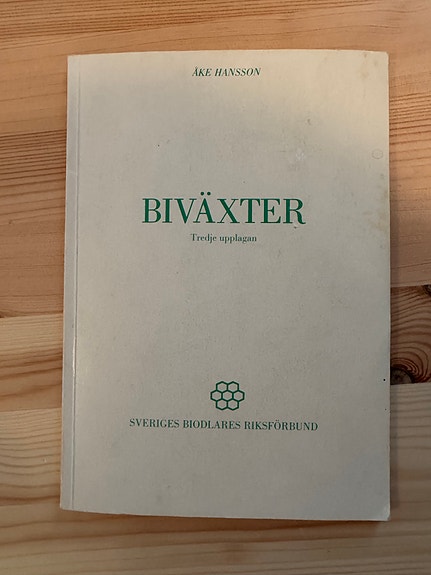 ÅKE HANSSON
BIVÄXTER
Tredje upplagan
SVERIGES BIODLARES RIKSFÖRBUND